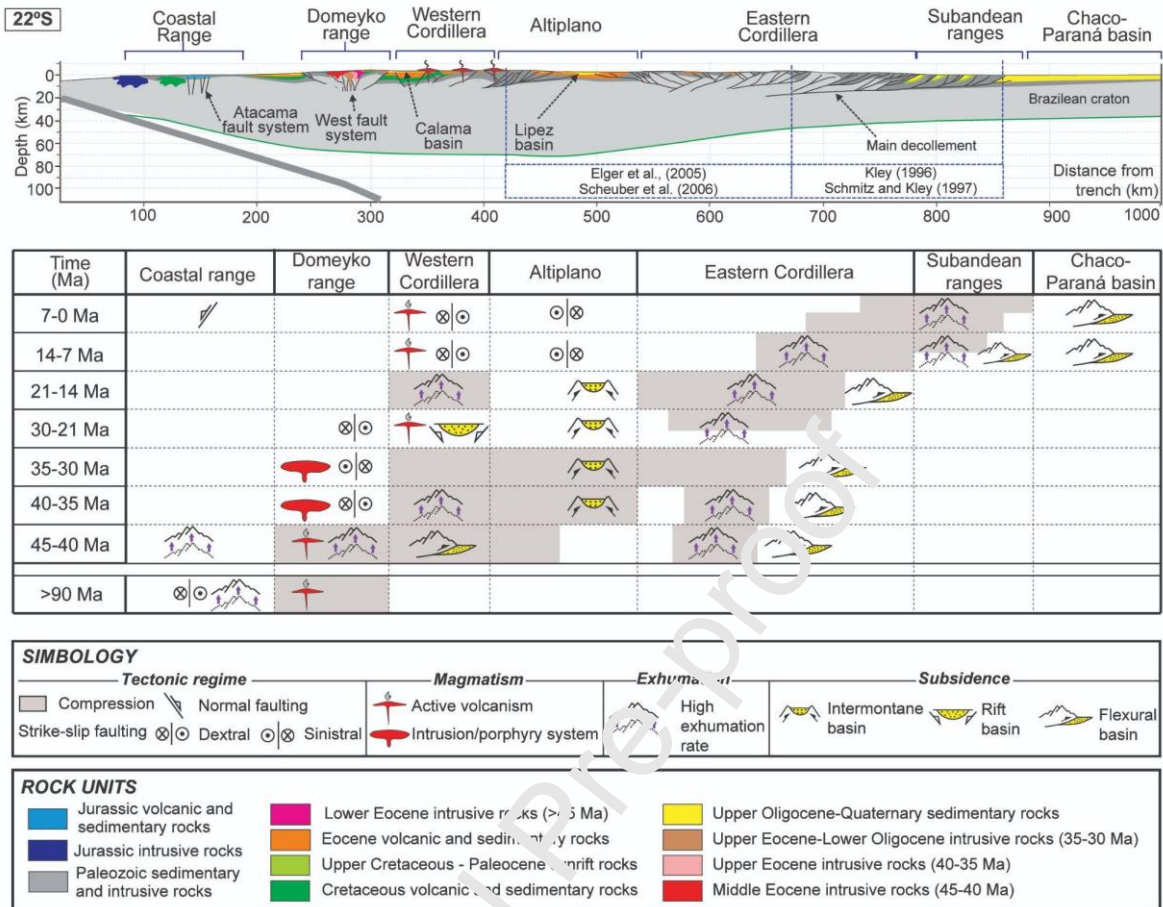 22ºS
Coastal Range
Domeyko range
Western Cordillera
Altiplano
Eastern Cordillera
Subandean ranges
Chaco-Paraná basin
Depth (km)
0
20
40
60
80
100
Atacama fault system
West fault system
Calama basin
Lipez basin
Main decollement
Brazilean craton
Elger et al., (2005)
Scheuber et al. (2006)
Kley (1996)
Schmitz and Kley (1997)
Distance from trench (km)
100 200 300 400 500 600 700 800 900 1000
Time (Ma)
Coastal range
Domeyko range
Western Cordillera
Altiplano
Eastern Cordillera
Subandean ranges
Chaco-Paraná basin
7-0 Ma
14-7 Ma
21-14 Ma
30-21 Ma
35-30 Ma
40-35 Ma
45-40 Ma
>90 Ma
SIMBOLOGY
Tectonic regime
Compression
Normal faulting
Strike-slip faulting
Dextral
Sinistral
Magmatism
Active volcanism
Intrusion/porphyry system
Exhumation
High exhumation rate
Subsidence
Intermontane basin
Rift basin
Flexural basin
ROCK UNITS
Jurassic volcanic and sedimentary rocks
Jurassic intrusive rocks
Paleozoic sedimentary and intrusive rocks
Lower Eocene intrusive rocks Ma)
Eocene volcanic and sedimentary rocks
Upper Cretaceous - Paleocene rocks
Cretaceous volcanic and sedimentary rocks
Upper Oligocene-Quaternary sedimentary rocks
Upper Eocene-Lower Oligocene intrusive rocks (35-30 Ma)
Upper Eocene intrusive rocks (40-35 Ma)
Middle Eocene intrusive rocks (45-40 Ma)
Pre-proof